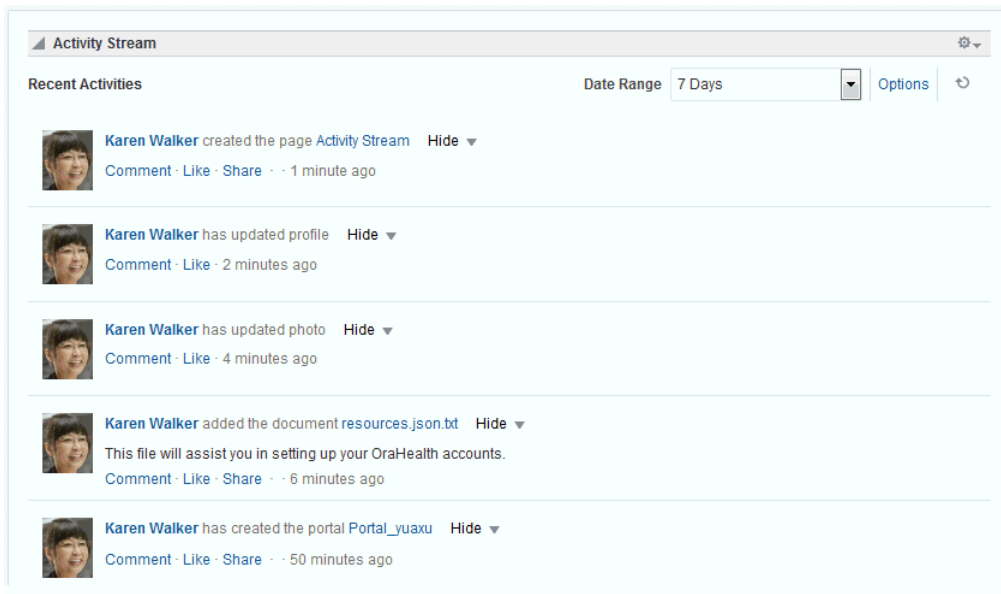 Activity Stream
Recent Activities Date Range 7 Days Options
Karen Walker created the page Activity Stream Hide
Comment · Like · Share · · 1 minute ago
Karen Walker has updated profile Hide
Comment · Like · 2 minutes ago
Karen Walker has updated photo Hide
Comment · Like · 4 minutes ago
Karen Walker added the document resources.json.txt Hide
This file will assist you in setting up your OraHealth accounts.
Comment · Like · Share · · 6 minutes ago
Karen Walker has created the portal Portal_yuaxu Hide
Comment · Like · Share · · 50 minutes ago